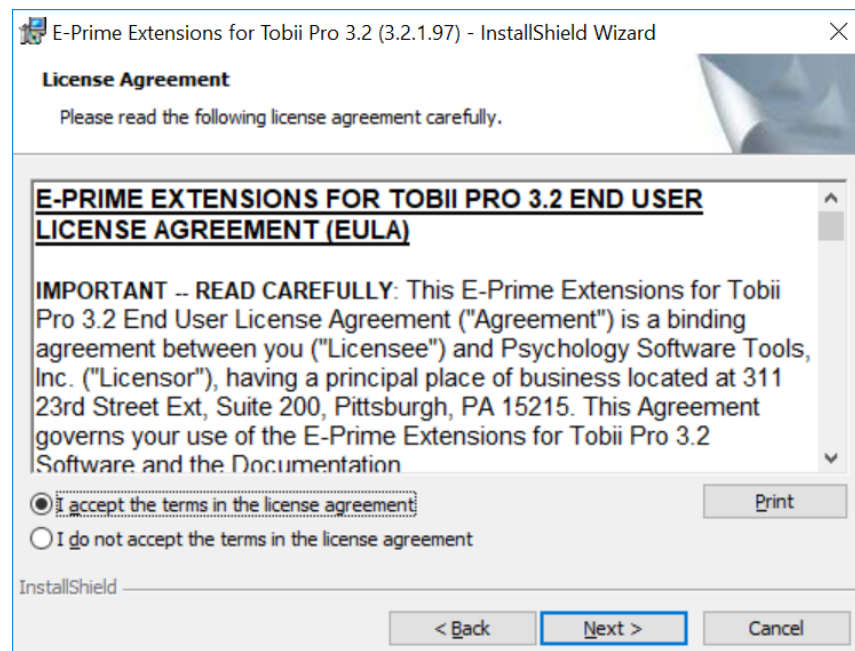 E-Prime Extensions for Tobii Pro 3.2 (3.2.1.97) - InstallShield Wizard
License Agreement
Please read the following license agreement carefully.
E-PRIME EXTENSIONS FOR TOBII PRO 3.2 END USER
LICENSE AGREEMENT (EULA)
IMPORTANT -- READ CAREFULLY: This E-Prime Extensions for Tobii
Pro 3.2 End User License Agreement ("Agreement") is a binding
agreement between you ("Licensee") and Psychology Software Tools,
Inc. ("Licensor"), having a principal place of business located at 311
23rd Street Ext, Suite 200, Pittsburgh, PA 15215. This Agreement
governs your use of the E-Prime Extensions for Tobii Pro 3.2
Software and the Documentation
I accept the terms in the license agreement
Print
I do not accept the terms in the license agreement
InstallShield
< Back
Next >
Cancel